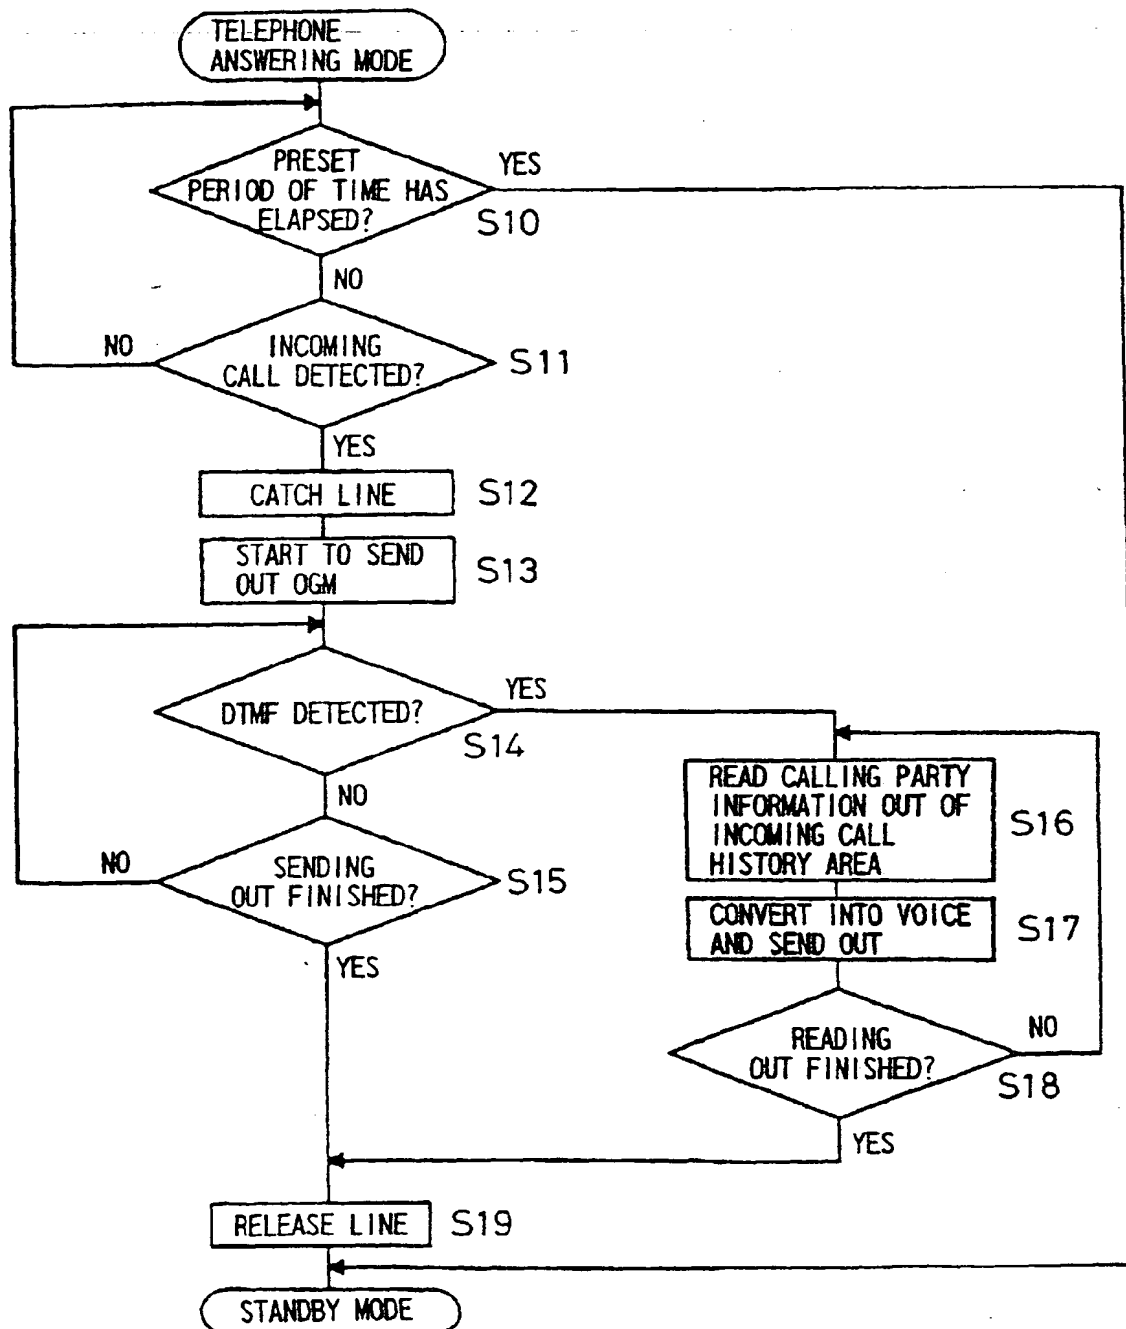 TELEPHONE
ANSWERING MODE
PRESET
PERIOD OF TIME HAS
ELAPSED?
YES
S10
NO
INCOMING
CALL DETECTED?
NO
S11
YES
CATCH LINE
S12
START TO SEND
OUT OGM
S13
DTMF DETECTED?
YES
S14
NO
SENDING
OUT FINISHED?
NO
S15
YES
READ CALLING PARTY
INFORMATION OUT OF
INCOMING CALL
HISTORY AREA
S16
CONVERT INTO VOICE
AND SEND OUT
S17
READING
OUT FINISHED?
NO
S18
YES
RELEASE LINE
S19
STANDBY MODE